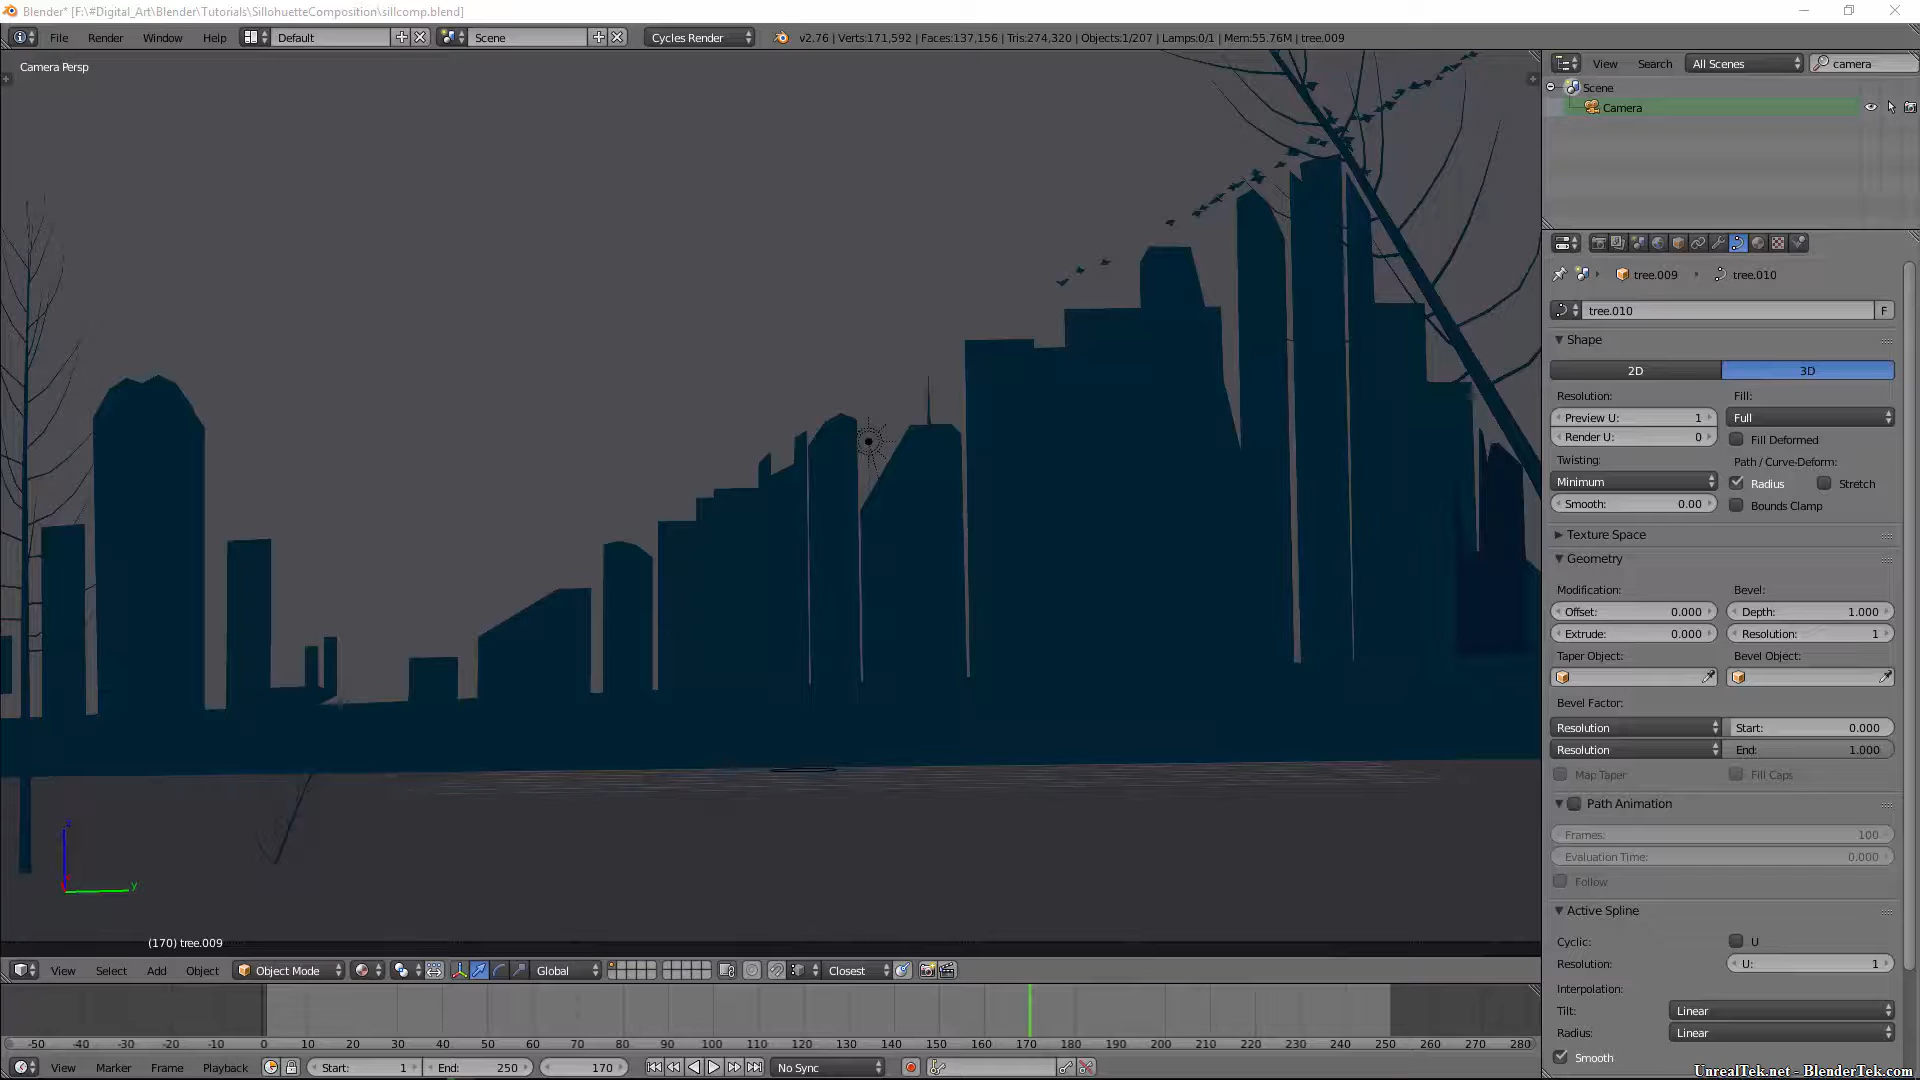 Blender* [F:\#Digital_Art\Blender\Tutorials\SillohuetteComposition\sillcomp.blend]
File Render Window Help Default Scene Cycles Render v2.76 | Verts:171,592 | Faces:137,156 | Tris:274,320 | Objects:1/207 | Lamps:0/1 | Mem:55.76M | tree.009
Camera Persp
View Search All Scenes camera
Scene
Camera
tree.009 tree.010
tree.010 F
Shape
2D 3D
Resolution: Fill:
Preview U: 1 Full
Render U: 0 Fill Deformed
Twisting: Path / Curve-Deform:
Minimum Radius Stretch
Smooth: 0.00 Bounds Clamp
Texture Space
Geometry
Modification: Bevel:
Offset: 0.000 Depth: 1.000
Extrude: 0.000 Resolution: 1
Taper Object: Bevel Object:
Bevel Factor:
Resolution Start: 0.000
Resolution End: 1.000
Map Taper Fill Caps
Path Animation
Frames: 100
Evaluation Time: 0.000
Follow
Active Spline
Cyclic: U
Resolution: U: 1
Interpolation:
Tilt: Linear
Radius: Linear
Smooth
z
y
(170) tree.009
View Select Add Object Object Mode Global Closest
-50 -40 -30 -20 -10 0 10 20 30 40 50 60 70 80 90 100 110 120 130 140 150 160 170 180 190 200 210 220 230 240 250 260 270 280
View Marker Frame Playback Start: 1 End: 250 170 No Sync
UnrealTek.net - BlenderTek.com